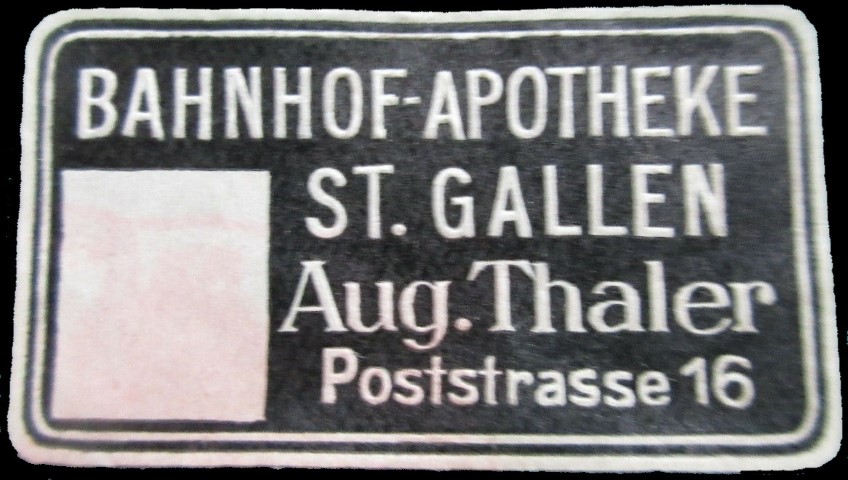 BAHNHOF-APOTHEKE
ST. GALLEN
Aug. Thaler
Poststrasse 16